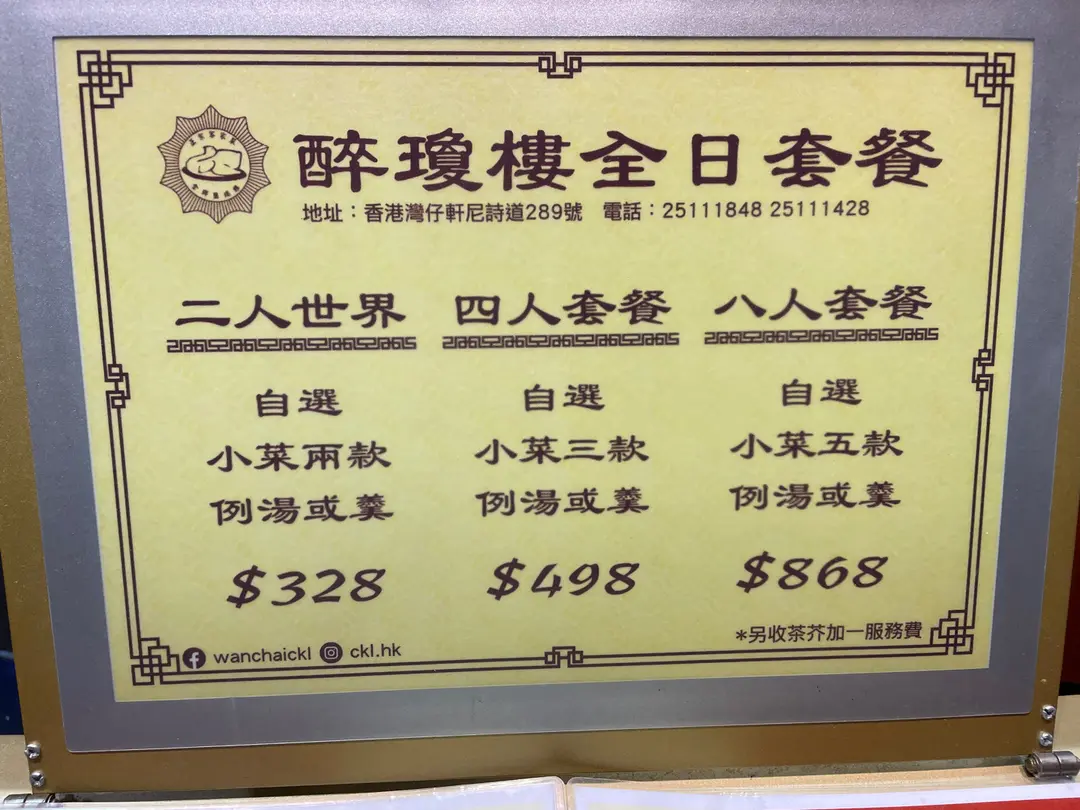 醉瓊樓全日套餐
地址：香港灣仔軒尼詩道289號 電話：25111848 25111428
二人世界
自選
小菜兩款
例湯或羹
$328
四人套餐
自選
小菜三款
例湯或羹
$498
八人套餐
自選
小菜五款
例湯或羹
$868
*另收茶芥加一服務費
wanchaickl ckl.hk